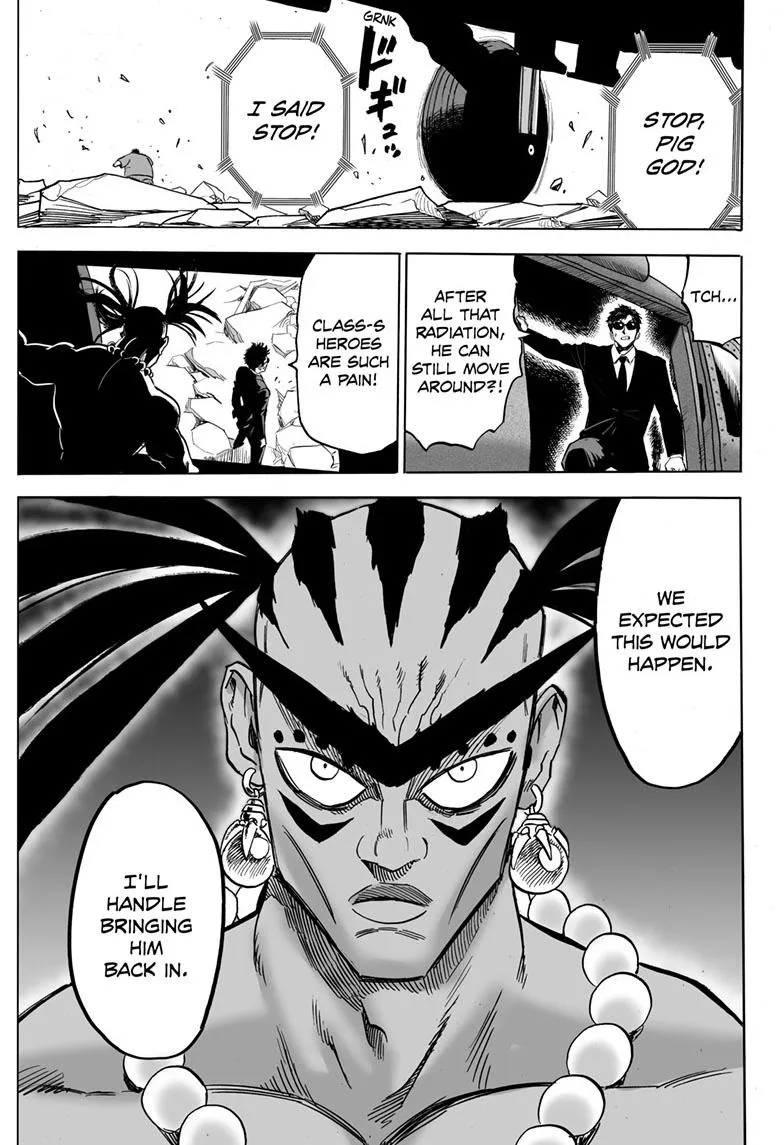 STOP,
PIG
GOD!
GRNK
ドギュッ
I SAID
STOP!
TCH...
AFTER
ALL THAT
RADIATION,
HE CAN
STILL MOVE
AROUND?!
CLASS-S
HEROES
ARE SUCH
A PAIN!
WE
EXPECTED
THIS WOULD
HAPPEN.
I'LL
HANDLE
BRINGING
HIM
BACK IN.